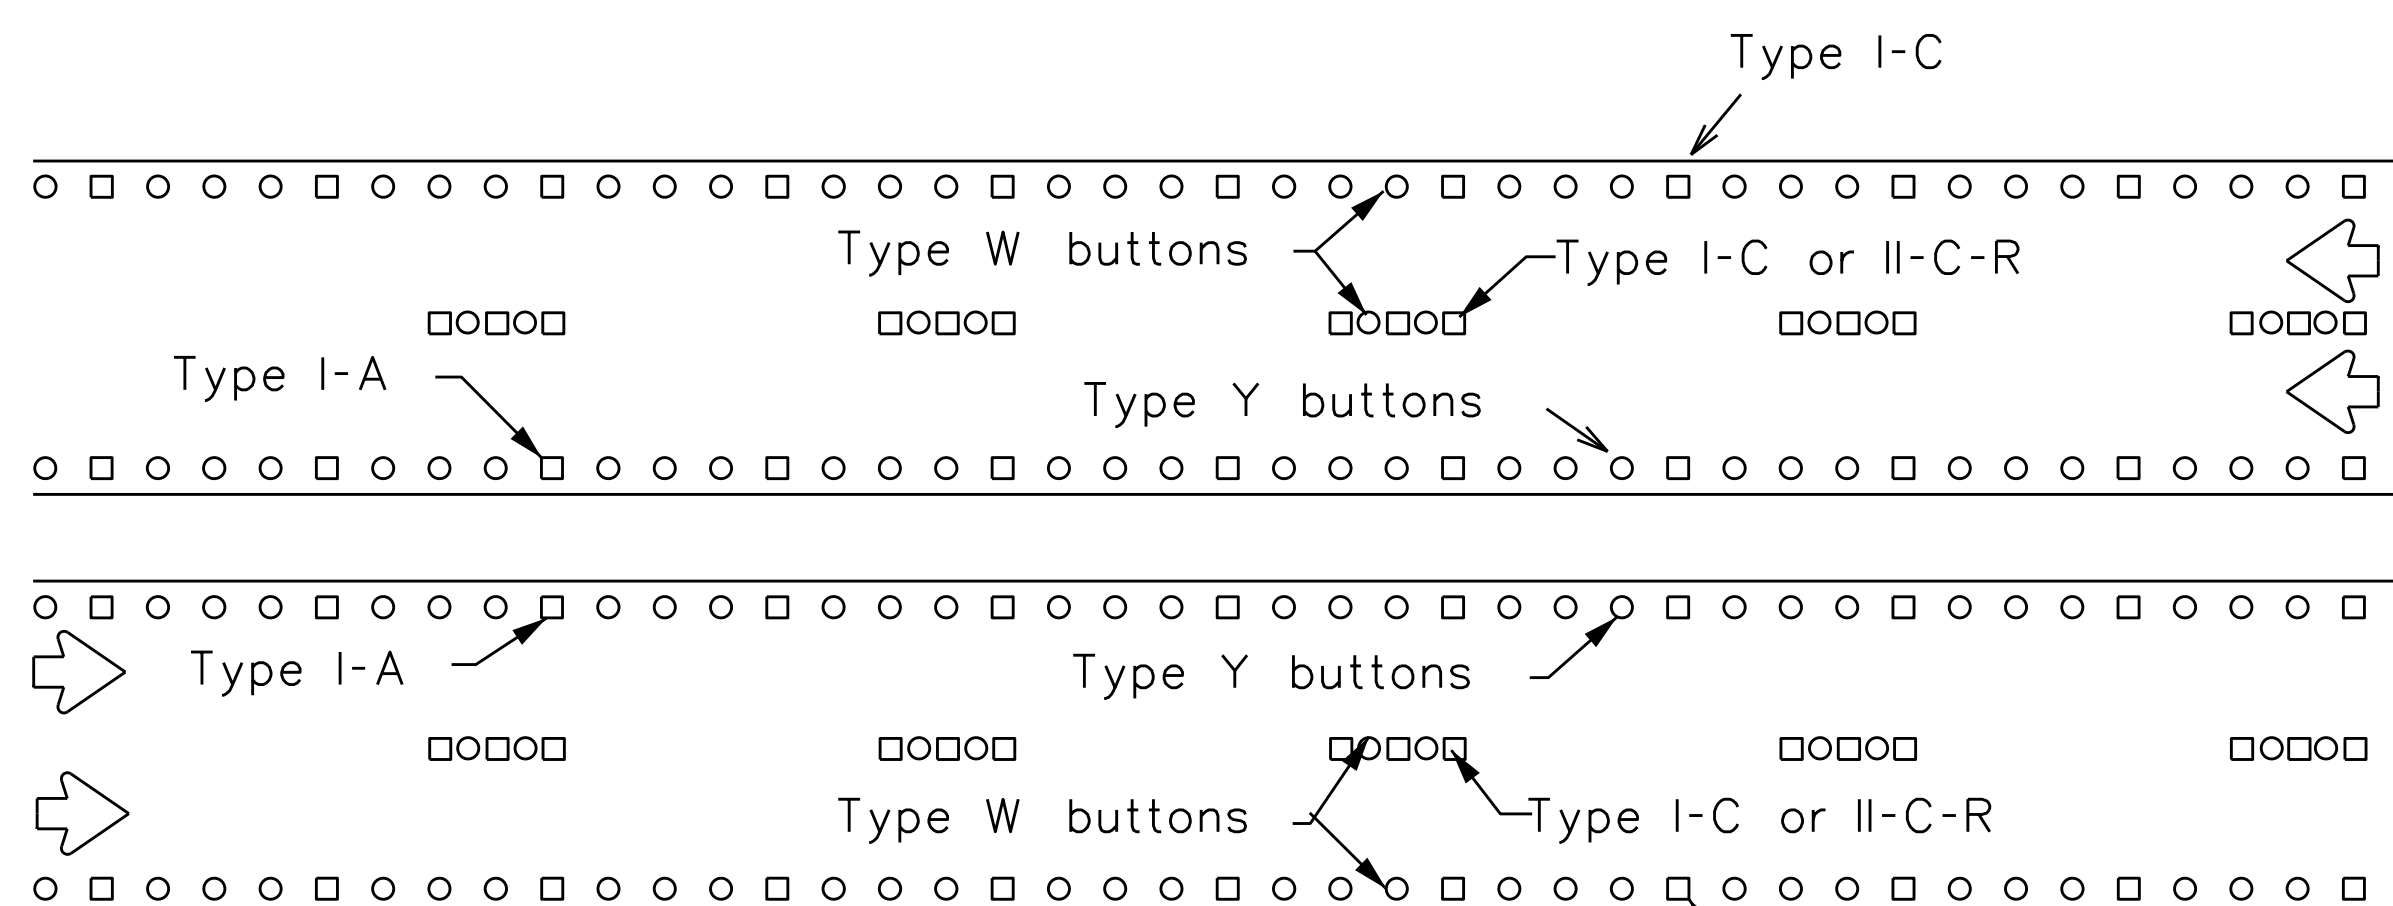 Type I-C
Type W buttons
Type I-C or II-C-R
Type I-A
Type Y buttons
Type I-A
Type Y buttons
Type W buttons
Type I-C or II-C-R